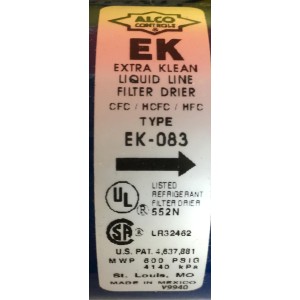 ALCO
CONTROLS
EK
EXTRA KLEAN
LIQUID LINE
FILTER DRIER
CFC / HCFC / HFC
TYPE
EK-083
UL
®
LISTED
REFRIGERANT
FILTER DRIER
552N
SA
LR32462
U.S. PAT. 4,637,881
MWP 600 PSIG
4140 kPa
St. Louis, MO
MADE IN MEXICO
V9940